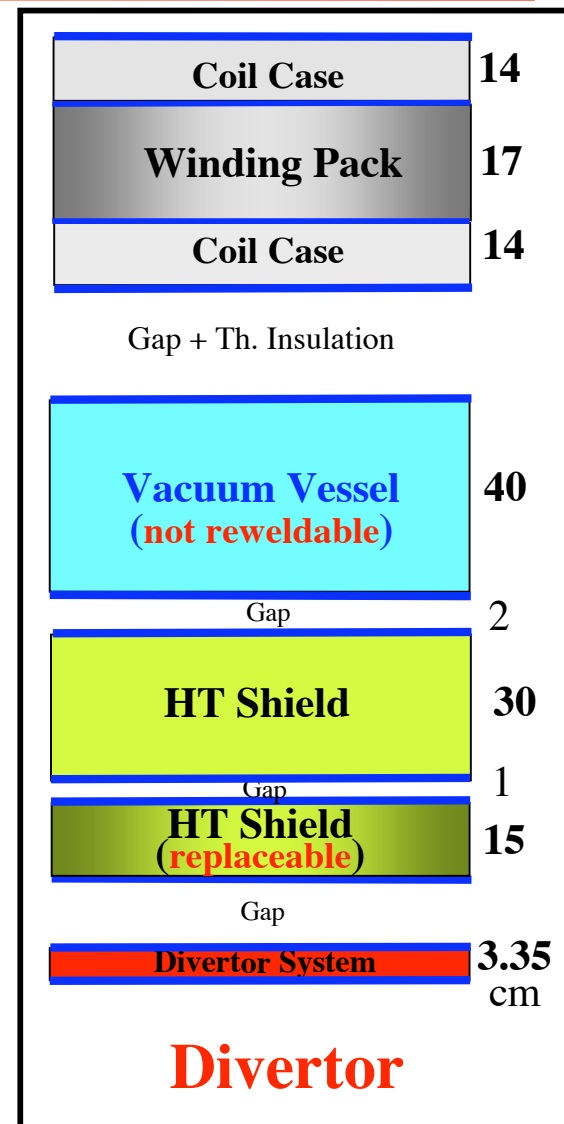 Coil Case 14
Winding Pack 17
Coil Case 14
Gap + Th. Insulation
Vacuum Vessel 40
(not reweldable)
Gap 2
HT Shield 30
Gap 1
HT Shield
(replaceable) 15
Gap
Divertor System 3.35
cm
Divertor